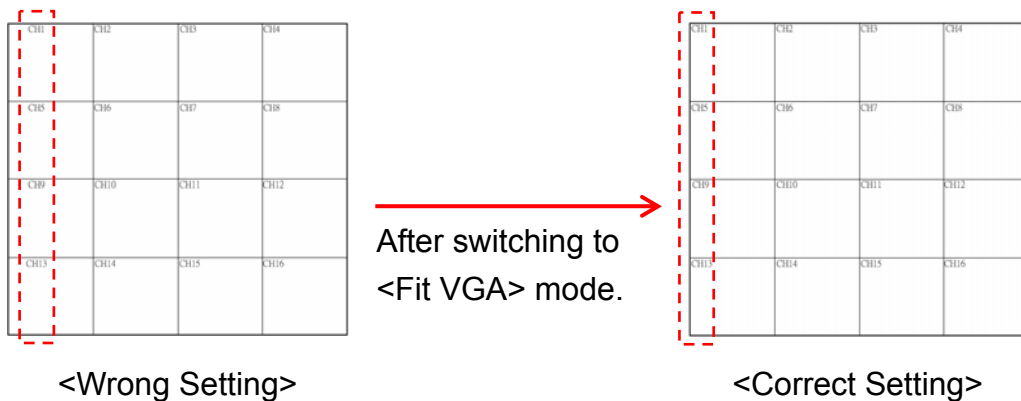 CH1 CH2 CH3 CH4
CH5 CH6 CH7 CH8
CH9 CH10 CH11 CH12
CH13 CH14 CH15 CH16
<Wrong Setting>
After switching to
<Fit VGA> mode.
CH1 CH2 CH3 CH4
CH5 CH6 CH7 CH8
CH9 CH10 CH11 CH12
CH13 CH14 CH15 CH16
<Correct Setting>